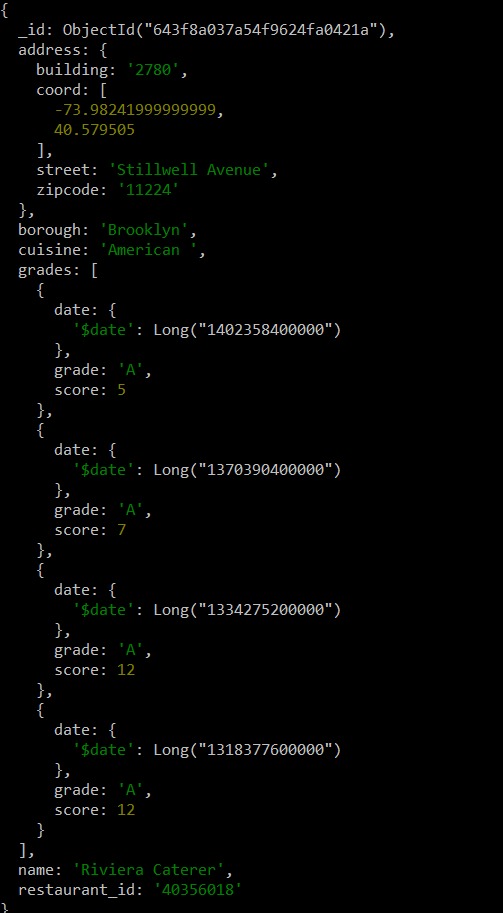 {
  _id: ObjectId("643f8a037a54f9624fa0421a"),
  address: {
    building: '2780',
    coord: [
      -73.98241999999999,
      40.579505
    ],
    street: 'Stillwell Avenue',
    zipcode: '11224'
  },
  borough: 'Brooklyn',
  cuisine: 'American ',
  grades: [
    {
      date: {
        '$date': Long("1402358400000")
      },
      grade: 'A',
      score: 5
    },
    {
      date: {
        '$date': Long("1370390400000")
      },
      grade: 'A',
      score: 7
    },
    {
      date: {
        '$date': Long("1334275200000")
      },
      grade: 'A',
      score: 12
    },
    {
      date: {
        '$date': Long("1318377600000")
      },
      grade: 'A',
      score: 12
    }
  ],
  name: 'Riviera Caterer',
  restaurant_id: '40356018'
}